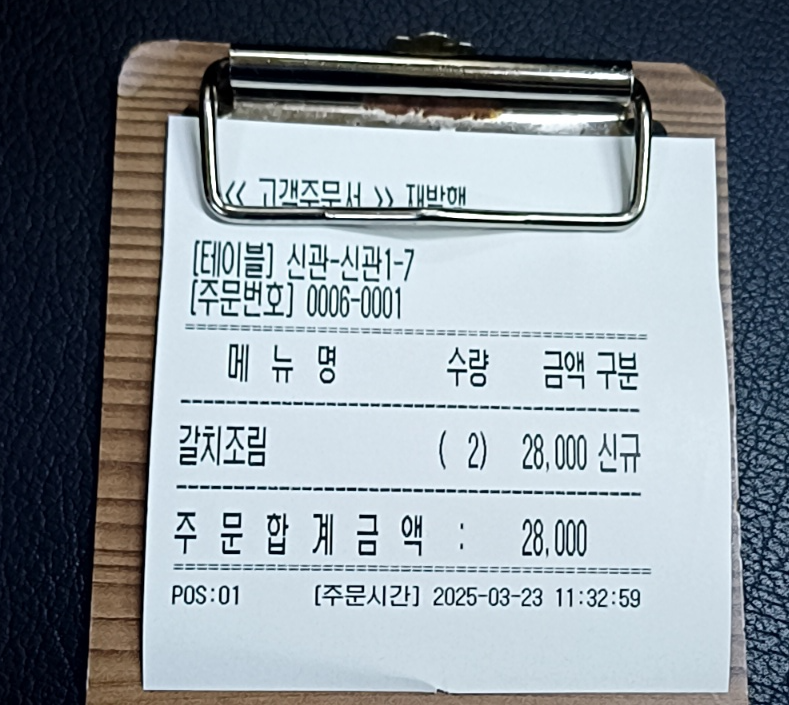 << 고객주문서 >> 재발행
[테이블] 신관-신관1-7
[주문번호] 0006-0001
메 뉴 명 수량 금액 구분
갈치조림 ( 2) 28,000 신규
주 문 합 계 금 액 : 28,000
POS:01 [주문시간] 2025-03-23 11:32:59